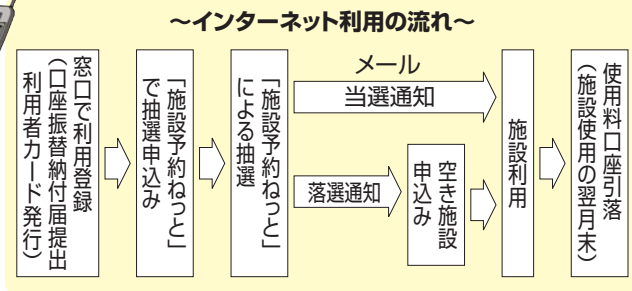 ～インターネット利用の流れ～
窓口で利用登録
（口座振替納付届提出
利用者カード発行）
「施設予約ねっと」
で抽選申込み
「施設予約ねっと」
による抽選
メール
当選通知
落選通知
空き施設
申込み
施設利用
使用料口座引落
（施設使用の翌月末）